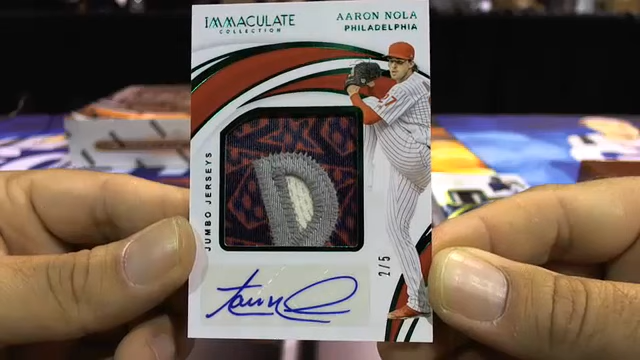 IMMACULATE
COLLECTION
AARON NOLA
PHILADELPHIA
JUMBO JERSEYS
2/5